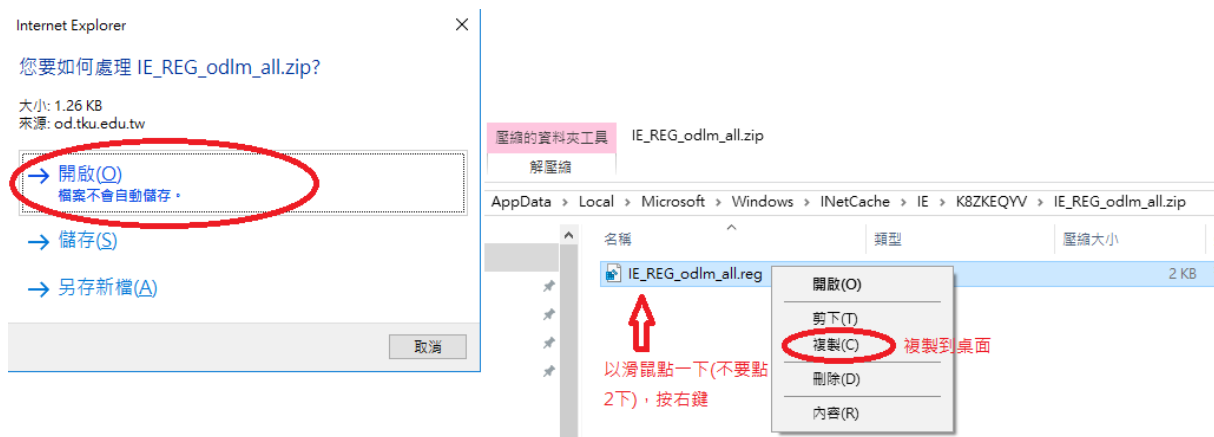 Internet Explorer
您要如何處理 IE_REG_odlm_all.zip?
大小: 1.26 KB
來源: od.tku.edu.tw
開啟(O)
檔案不會自動儲存。
儲存(S)
另存新檔(A)
取消
壓縮的資料夾工具 IE_REG_odlm_all.zip
解壓縮
AppData › Local › Microsoft › Windows › INetCache › IE › K8ZKEQYV › IE_REG_odlm_all.zip
名稱 類型 壓縮大小
IE_REG_odlm_all.reg 2 KB
開啟(O)
剪下(T)
複製(C) 複製到桌面
刪除(D)
內容(R)
以滑鼠點一下(不要點
2下)，按右鍵